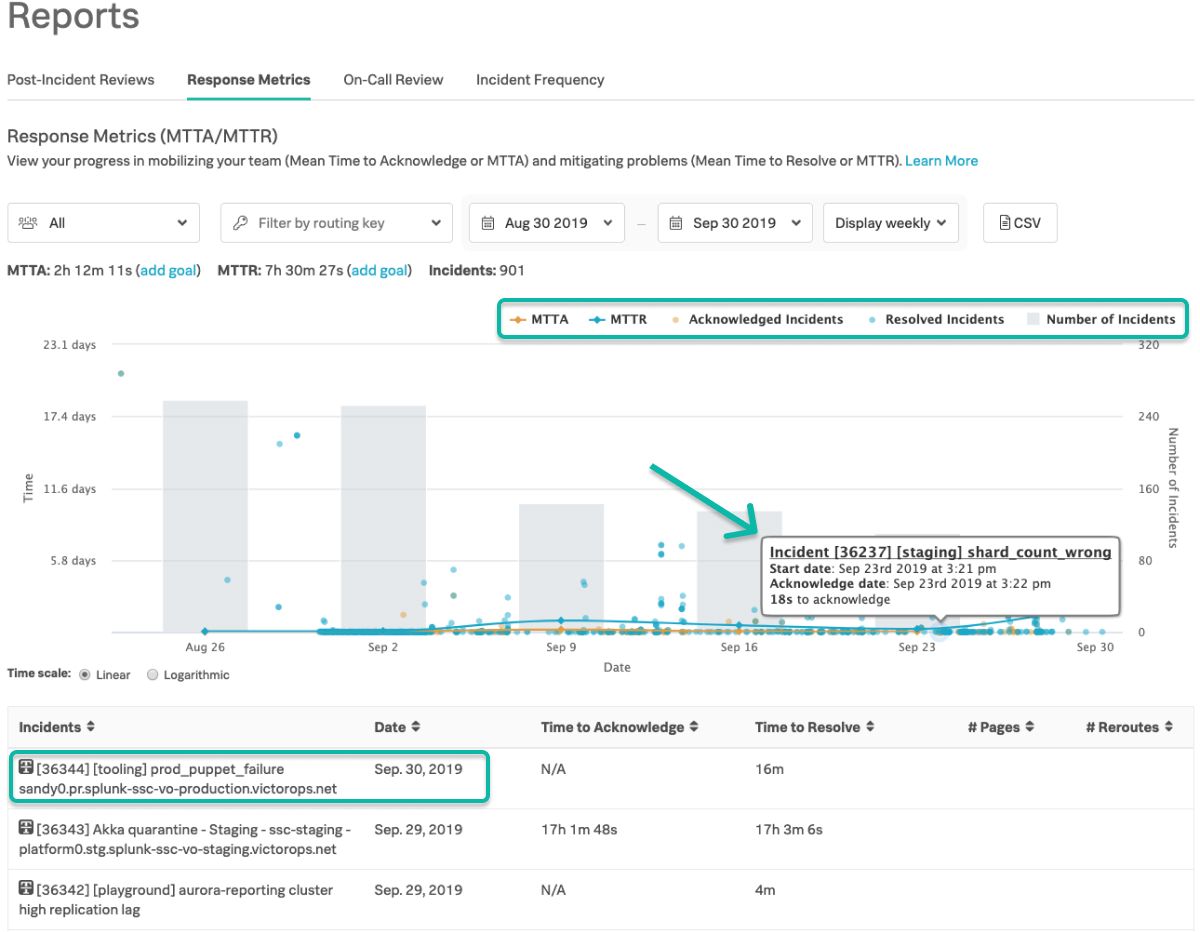 Reports
Post-Incident Reviews Response Metrics On-Call Review Incident Frequency
Response Metrics (MTTA/MTTR)
View your progress in mobilizing your team (Mean Time to Acknowledge or MTTA) and mitigating problems (Mean Time to Resolve or MTTR). Learn More
All Filter by routing key Aug 30 2019 – Sep 30 2019 Display weekly CSV
MTTA: 2h 12m 11s (add goal) MTTR: 7h 30m 27s (add goal) Incidents: 901
MTTA MTTR Acknowledged Incidents Resolved Incidents Number of Incidents
23.1 days 320
17.4 days 240
11.6 days 160
5.8 days 80
0
Time
Number of Incidents
Incident [36237] [staging] shard_count_wrong
Start date: Sep 23rd 2019 at 3:21 pm
Acknowledge date: Sep 23rd 2019 at 3:22 pm
18s to acknowledge
Aug 26 Sep 2 Sep 9 Sep 16 Sep 23 Sep 30
Date
Time scale: Linear Logarithmic
Incidents Date Time to Acknowledge Time to Resolve # Pages # Reroutes
[36344] [tooling] prod_puppet_failure Sep. 30, 2019 N/A 16m
sandy0.pr.splunk-ssc-vo-production.victorops.net
[36343] Akka quarantine - Staging - ssc-staging - Sep. 29, 2019 17h 1m 48s 17h 3m 6s
platform0.stg.splunk-ssc-vo-staging.victorops.net
[36342] [playground] aurora-reporting cluster Sep. 29, 2019 N/A 4m
high replication lag